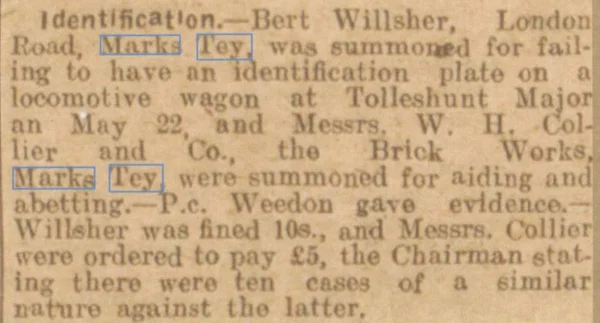 Identification.—Bert Willsher, London
Road, Marks Tey, was summoned for fail-
ing to have an identification plate on a
locomotive wagon at Tolleshunt Major
an May 22, and Messrs. W. H. Col-
lier and Co., the Brick Works,
Marks Tey, were summoned for aiding and
abetting.—P.c. Weedon gave evidence.—
Willsher was fined 10s., and Messrs. Collier
were ordered to pay £5, the Chairman stat-
ing there were ten cases of a similar
nature against the latter.